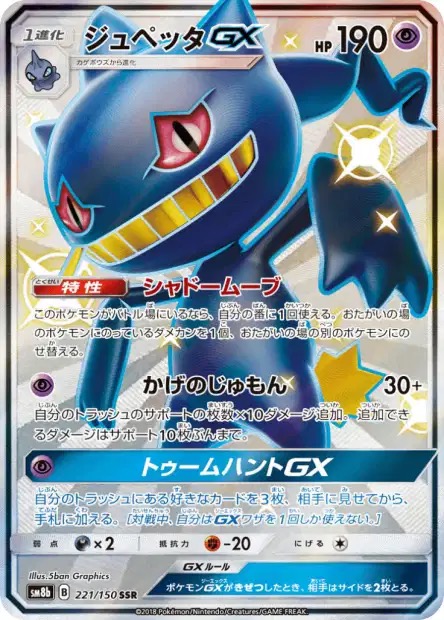 1進化
ジュペッタGX
HP 190
カゲボウズから進化
とくせい
特性 シャドームーブ
このポケモンがバトル場にいるなら、自分の番に1回使える。おたがいの場
のポケモンにのっているダメカンを1個、おたがいの場の別のポケモンにの
せ替える。
かげのじゅもん 30+
自分のトラッシュのサポートの枚数×10ダメージ追加。追加でき
るダメージはサポート10枚ぶんまで。
トゥームハントGX
自分のトラッシュにある好きなカードを3枚、相手に見せてから、
手札に加える。[対戦中、自分はGXワザを1回しか使えない。]
弱点 ×2 抵抗力 -20 にげる
Illus.5ban Graphics
GXルール
sm8b B 221/150 SSR
ポケモンGXがきぜつしたとき、相手はサイドを2枚とる。
©2018 Pokémon/Nintendo/Creatures/GAME FREAK.